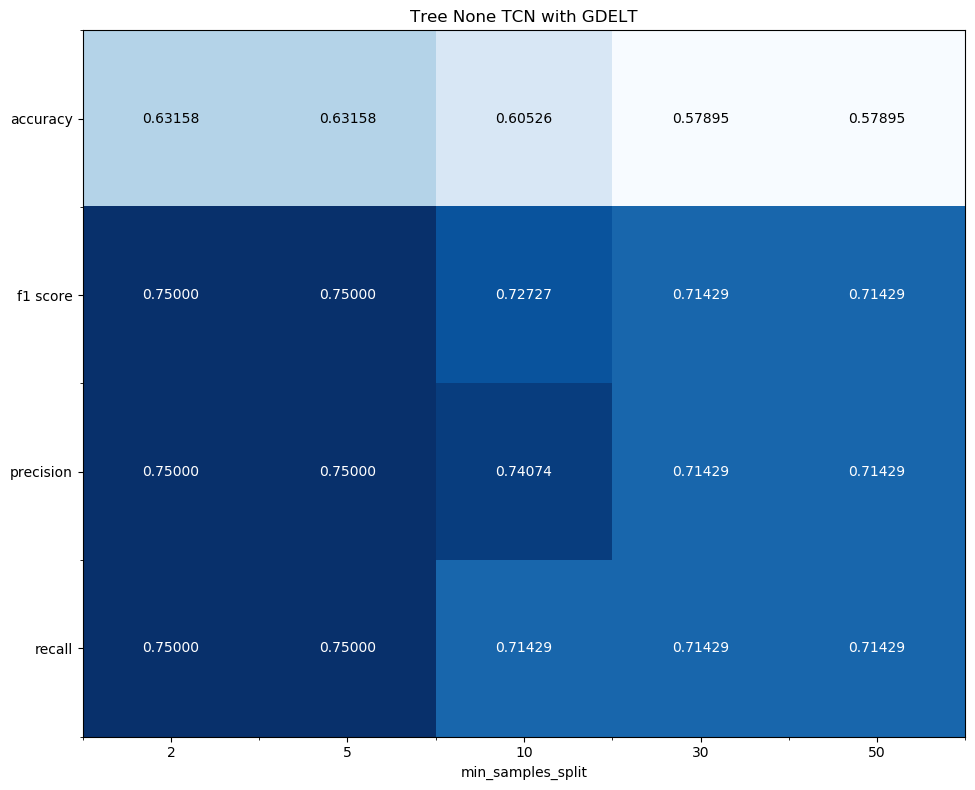 Tree None TCN with GDELT
accuracy 0.63158 0.63158 0.60526 0.57895 0.57895
f1 score 0.75000 0.75000 0.72727 0.71429 0.71429
precision 0.75000 0.75000 0.74074 0.71429 0.71429
recall 0.75000 0.75000 0.71429 0.71429 0.71429
2 5 10 30 50
min_samples_split